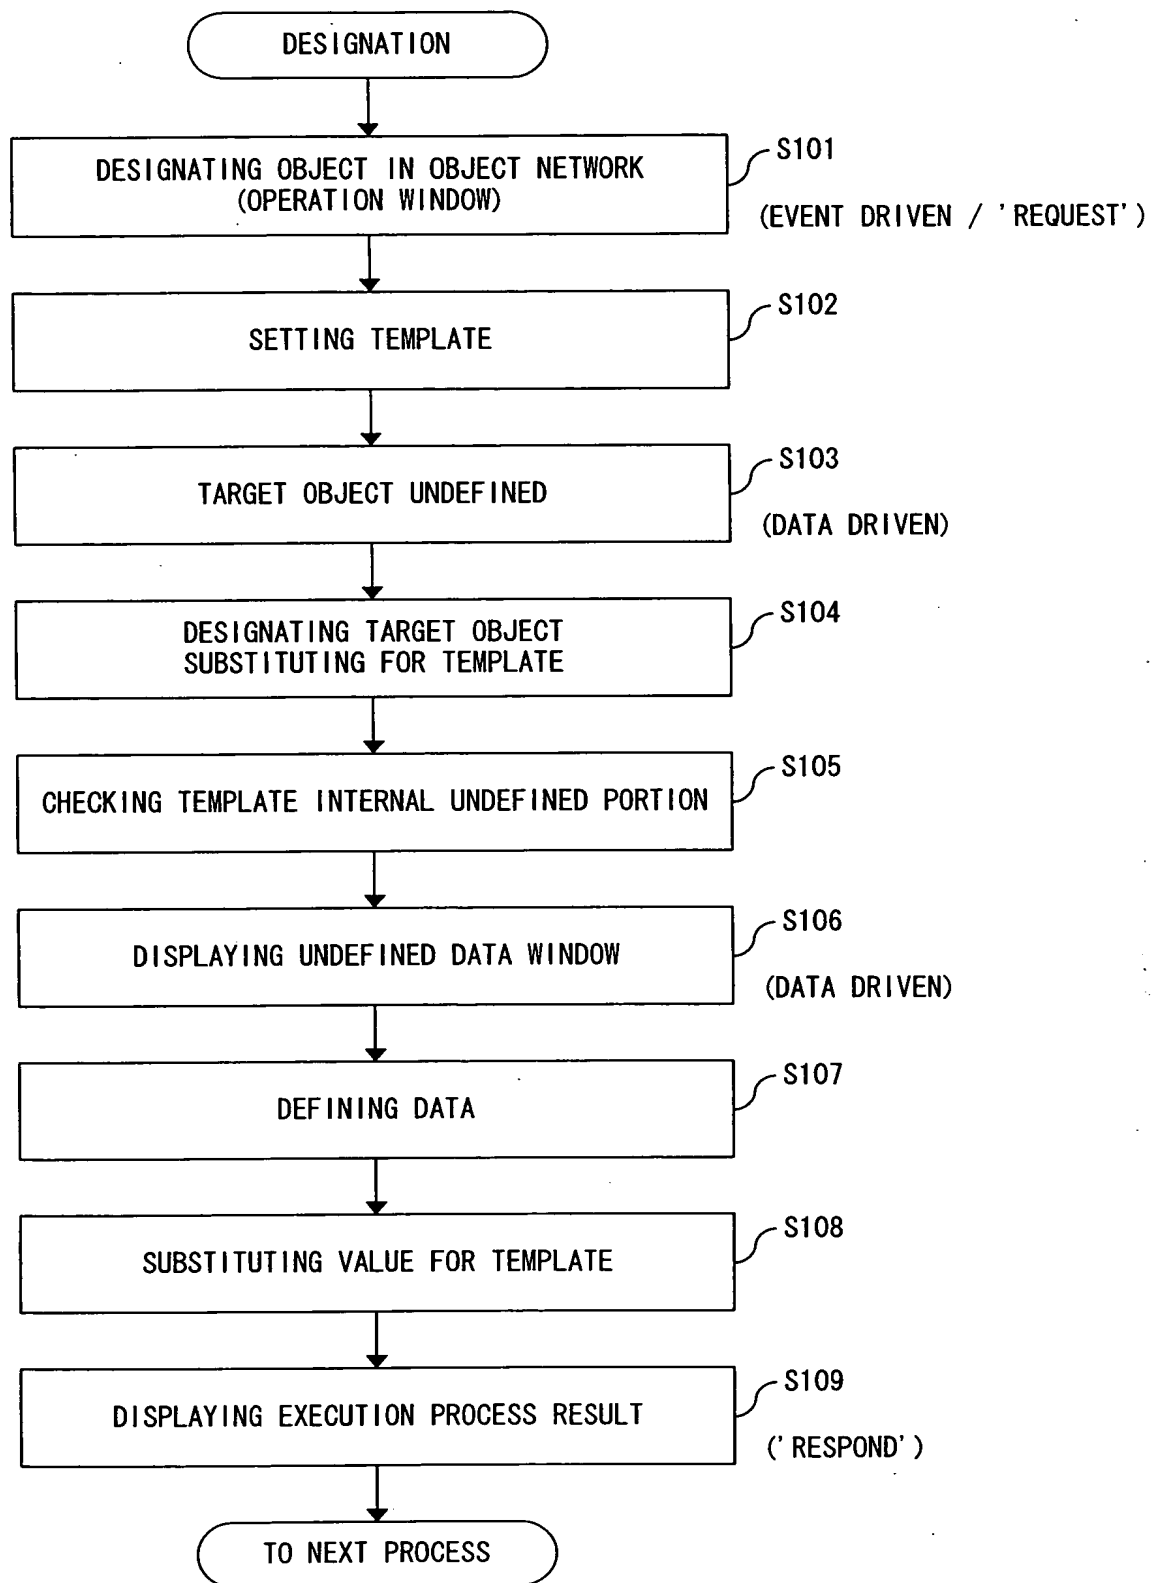 DESIGNATION
DESIGNATING OBJECT IN OBJECT NETWORK
(OPERATION WINDOW)
S101
(EVENT DRIVEN / 'REQUEST')
SETTING TEMPLATE
S102
TARGET OBJECT UNDEFINED
S103
(DATA DRIVEN)
DESIGNATING TARGET OBJECT
SUBSTITUTING FOR TEMPLATE
S104
CHECKING TEMPLATE INTERNAL UNDEFINED PORTION
S105
DISPLAYING UNDEFINED DATA WINDOW
S106
(DATA DRIVEN)
DEFINING DATA
S107
SUBSTITUTING VALUE FOR TEMPLATE
S108
DISPLAYING EXECUTION PROCESS RESULT
S109
('RESPOND')
TO NEXT PROCESS